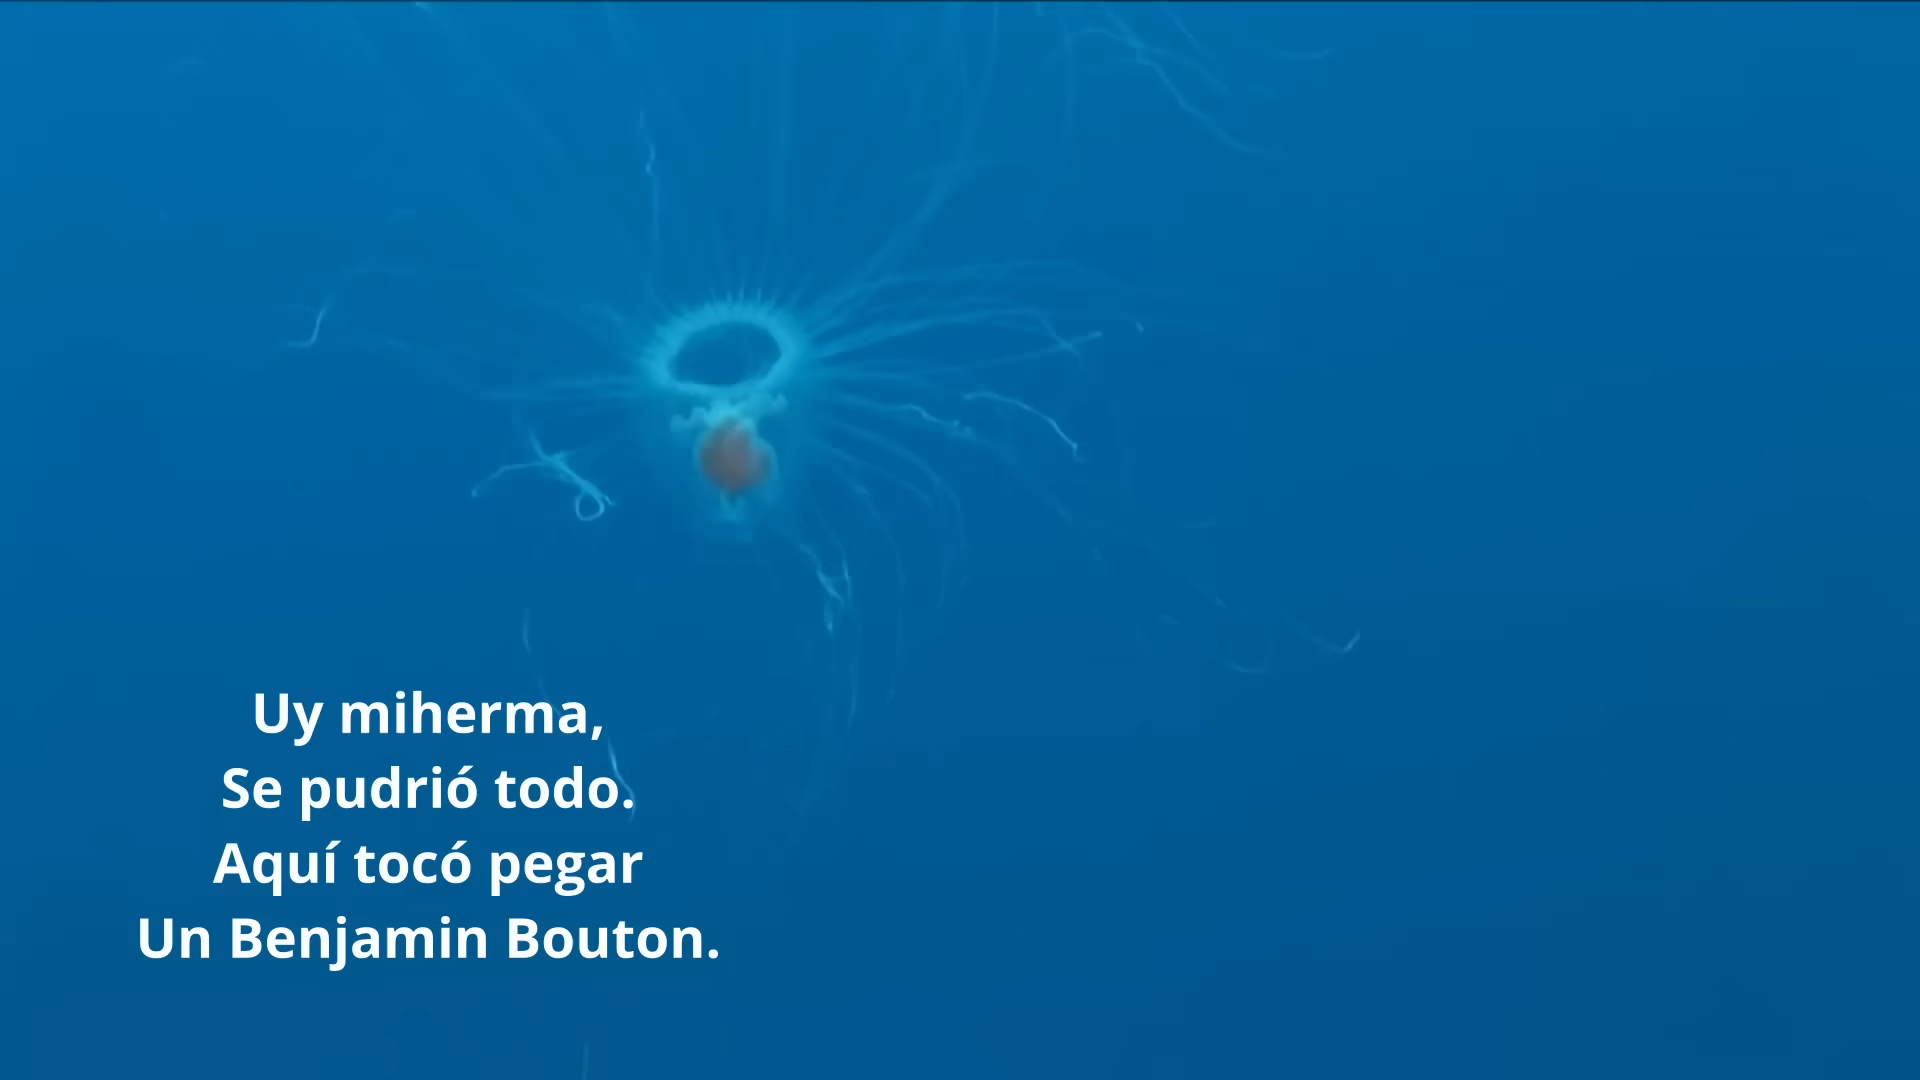 Uy miherma,
Se pudrió todo.
Aquí tocó pegar
Un Benjamin Bouton.